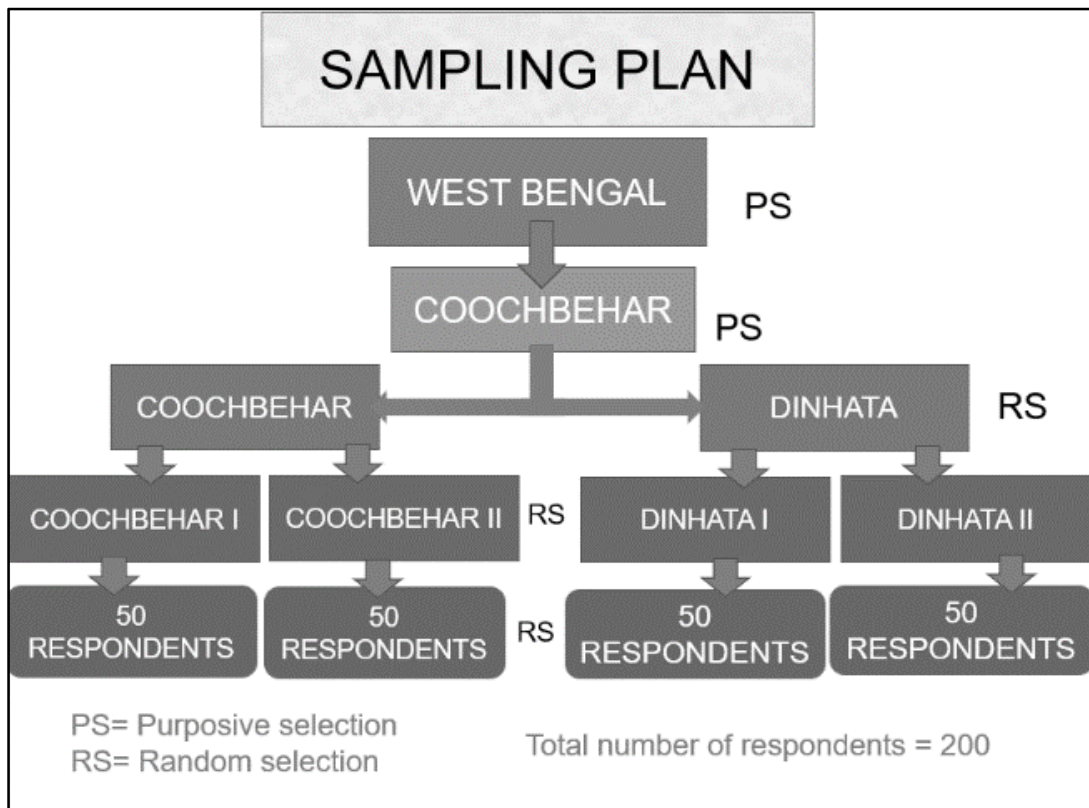 SAMPLING PLAN
WEST BENGAL
PS
COOCHBEHAR
PS
COOCHBEHAR
DINHATA
RS
COOCHBEHAR I
COOCHBEHAR II
RS
DINHATA I
DINHATA II
50
RESPONDENTS
50
RESPONDENTS
RS
50
RESPONDENTS
50
RESPONDENTS
PS= Purposive selection
RS= Random selection
Total number of respondents = 200